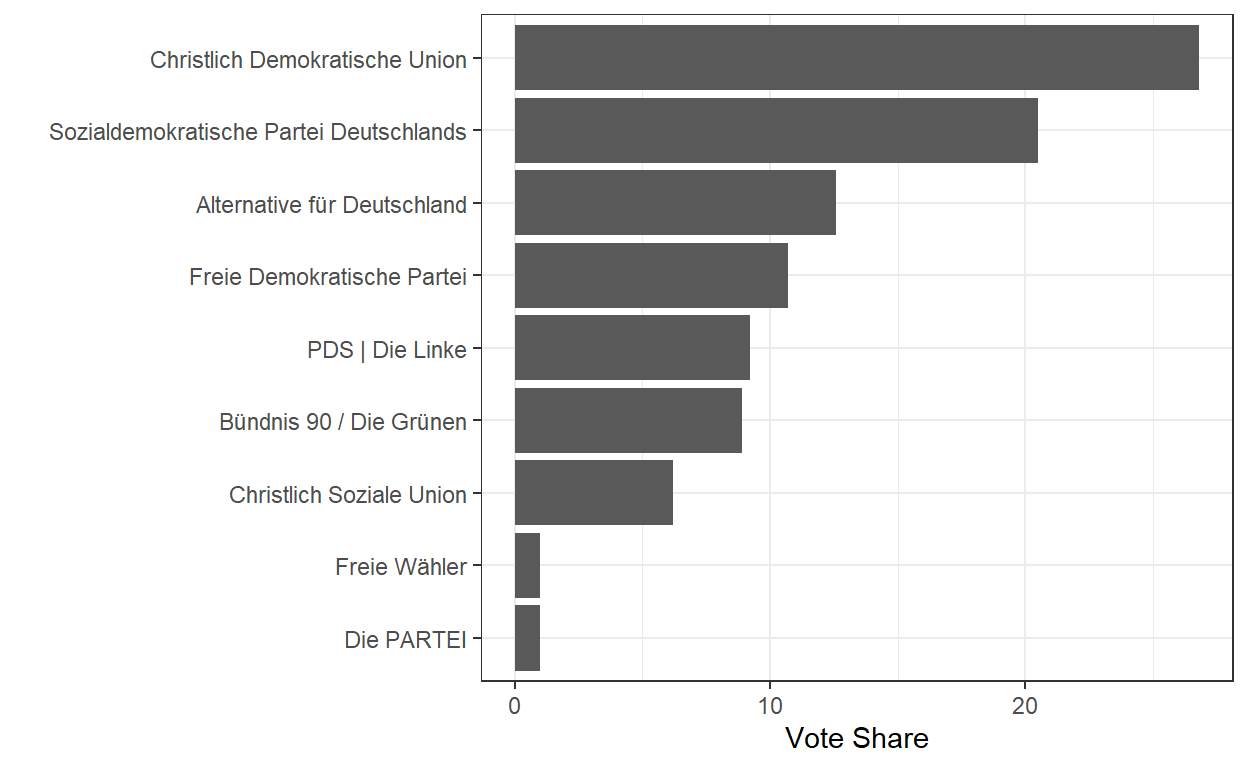 Christlich Demokratische Union
Sozialdemokratische Partei Deutschlands
Alternative für Deutschland
Freie Demokratische Partei
PDS | Die Linke
Bündnis 90 / Die Grünen
Christlich Soziale Union
Freie Wähler
Die PARTEI
0 10 20
Vote Share